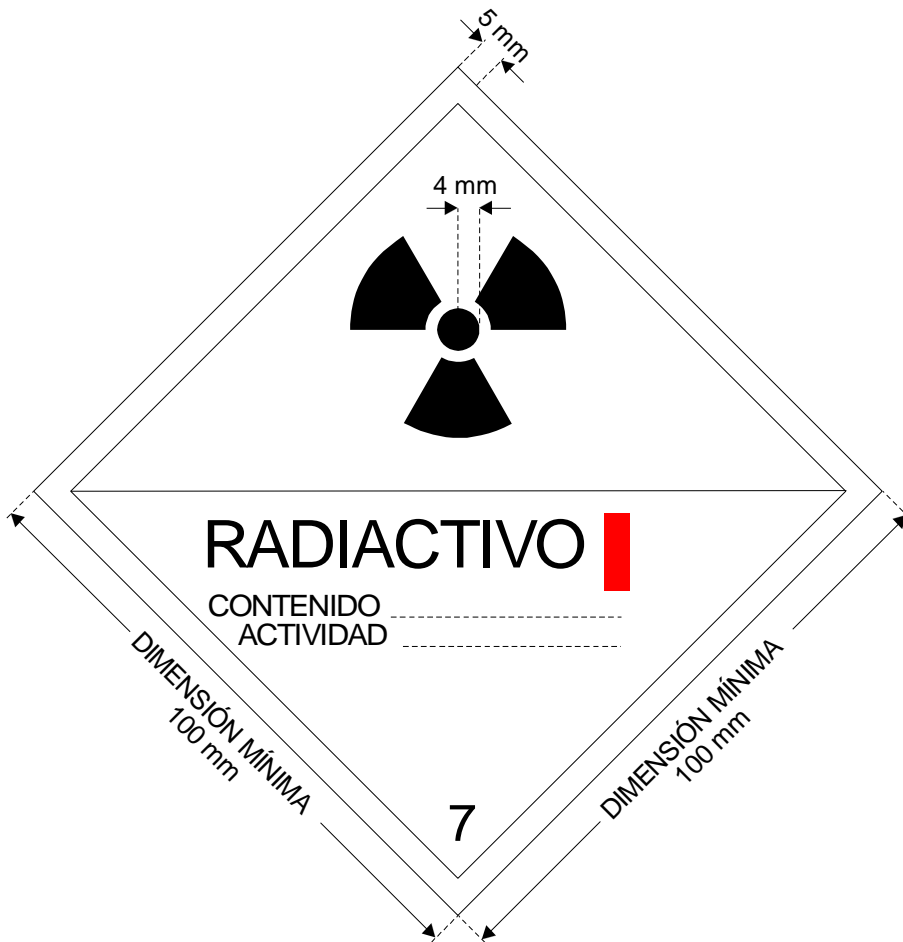 5 mm
4 mm
RADIACTIVO
CONTENIDO
ACTIVIDAD
DIMENSIÓN MÍNIMA
100 mm
DIMENSIÓN MÍNIMA
100 mm
7